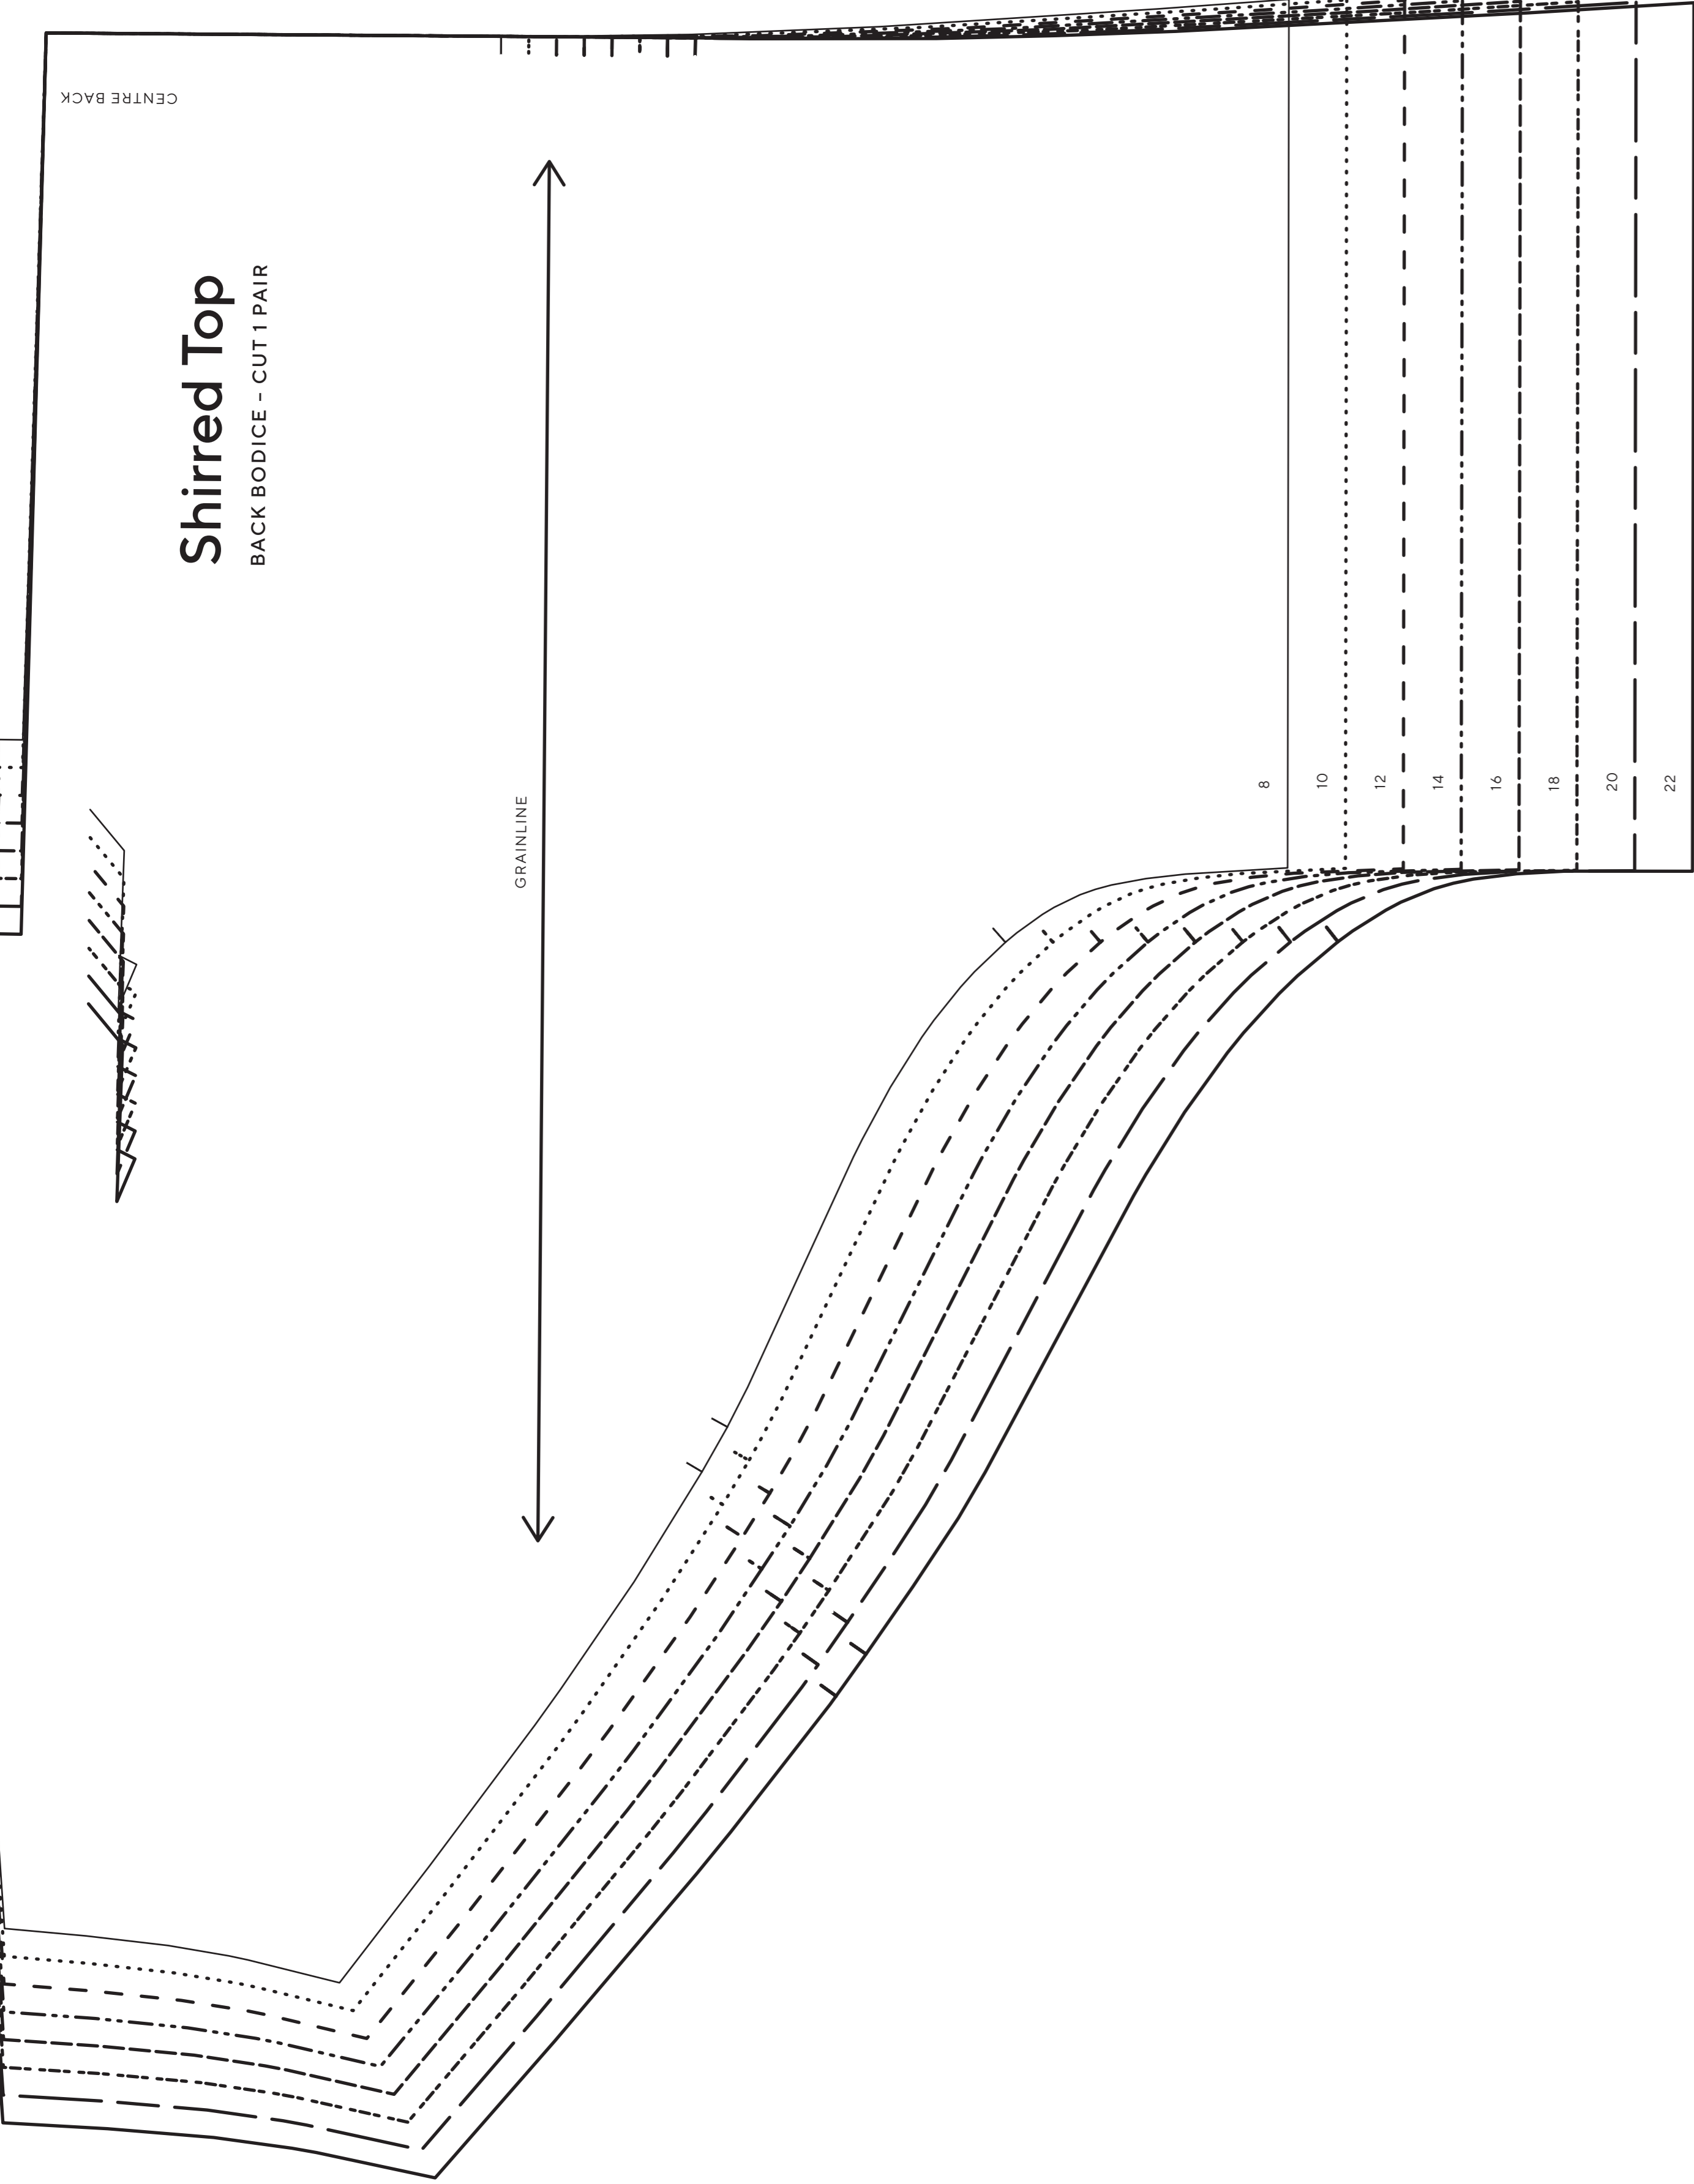 CENTRE BACK
Shirred Top
BACK BODICE – CUT 1 PAIR
GRAINLINE
8
10
12
14
16
18
20
22